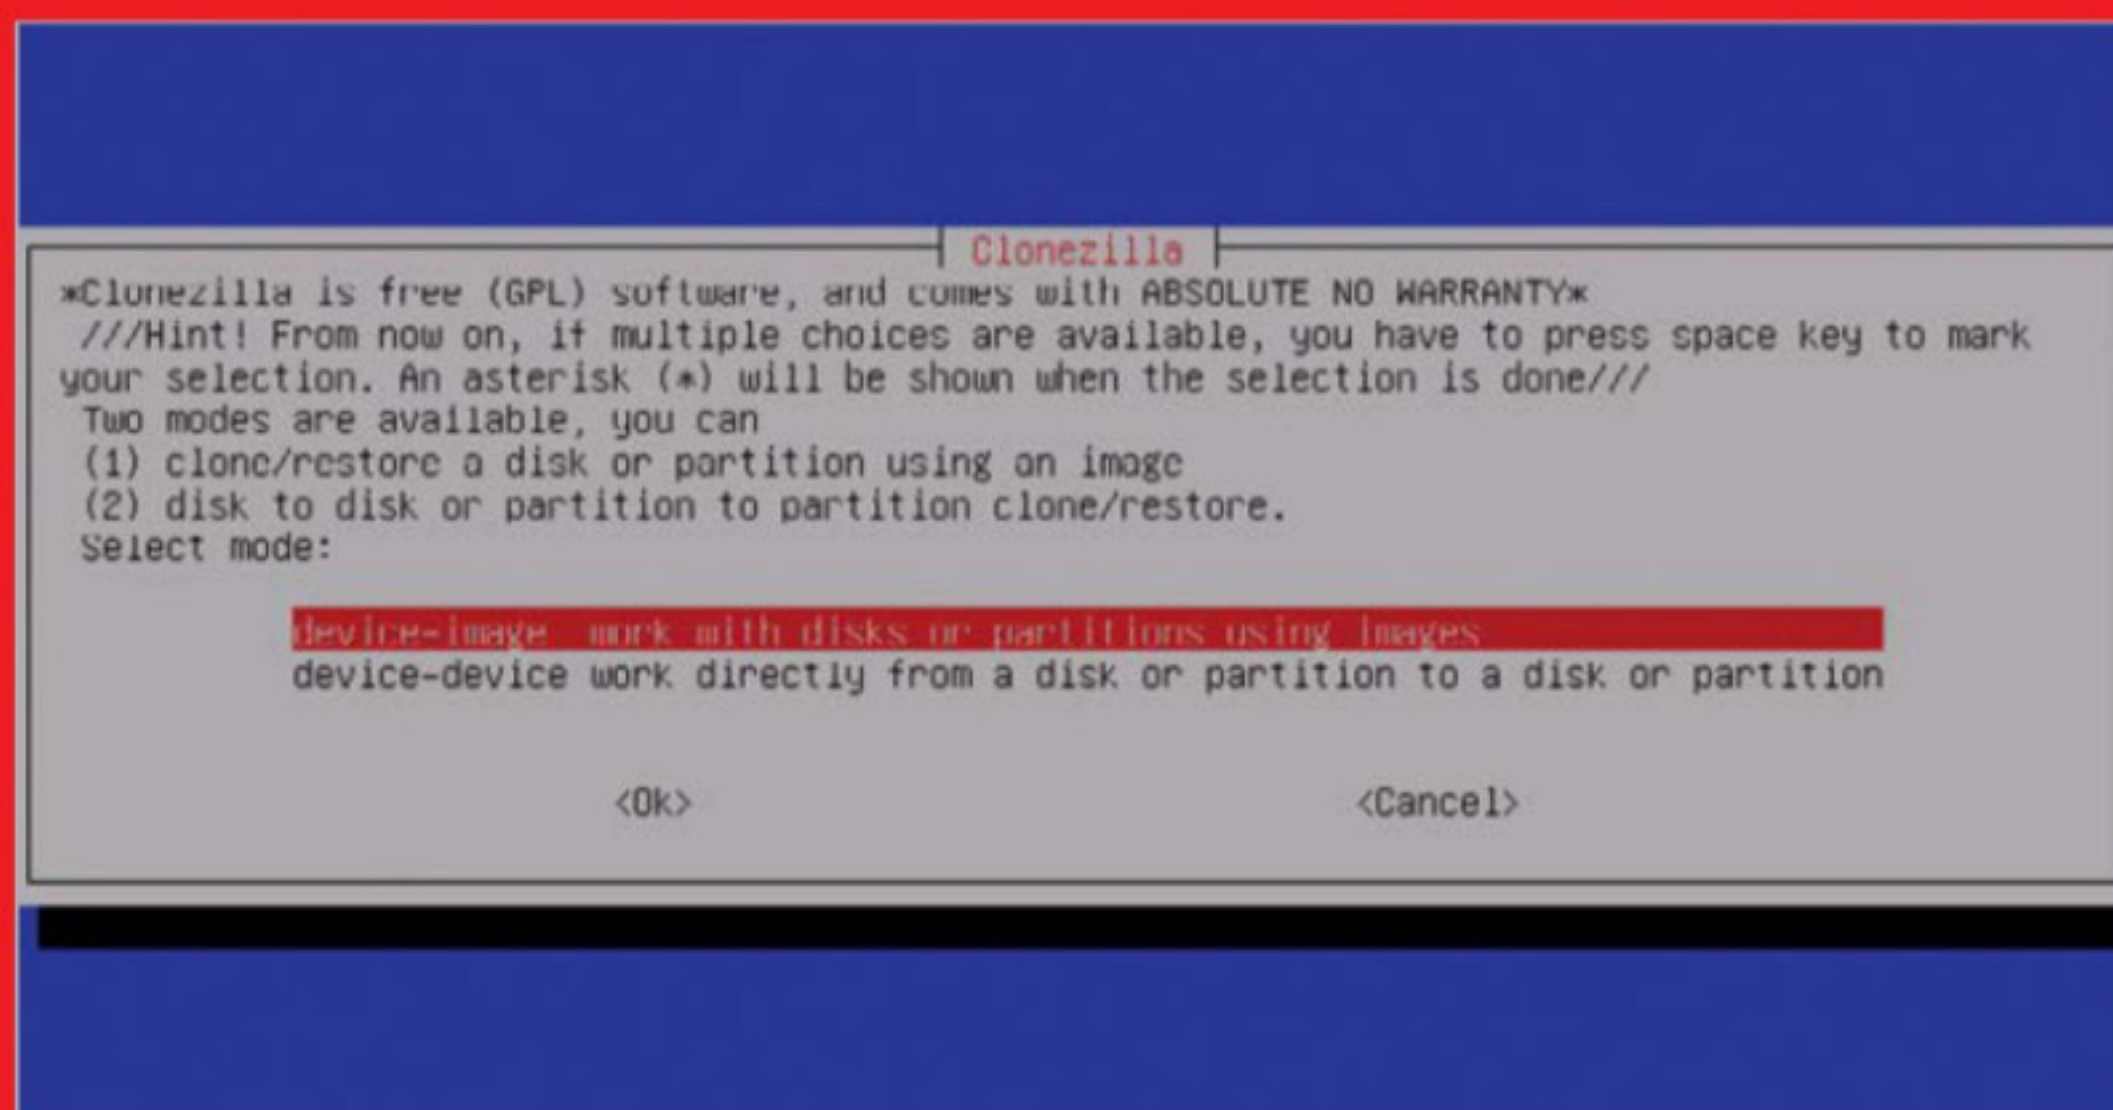 Clonezilla
*Clonezilla is free (GPL) software, and comes with ABSOLUTE NO WARRANTY*
///Hint! From now on, if multiple choices are available, you have to press space key to mark
your selection. An asterisk (*) will be shown when the selection is done///
Two modes are available, you can
(1) clone/restore a disk or partition using an image
(2) disk to disk or partition to partition clone/restore.
Select mode:
device-image work with disks or partitions using images
device-device work directly from a disk or partition to a disk or partition
<Ok> <Cancel>